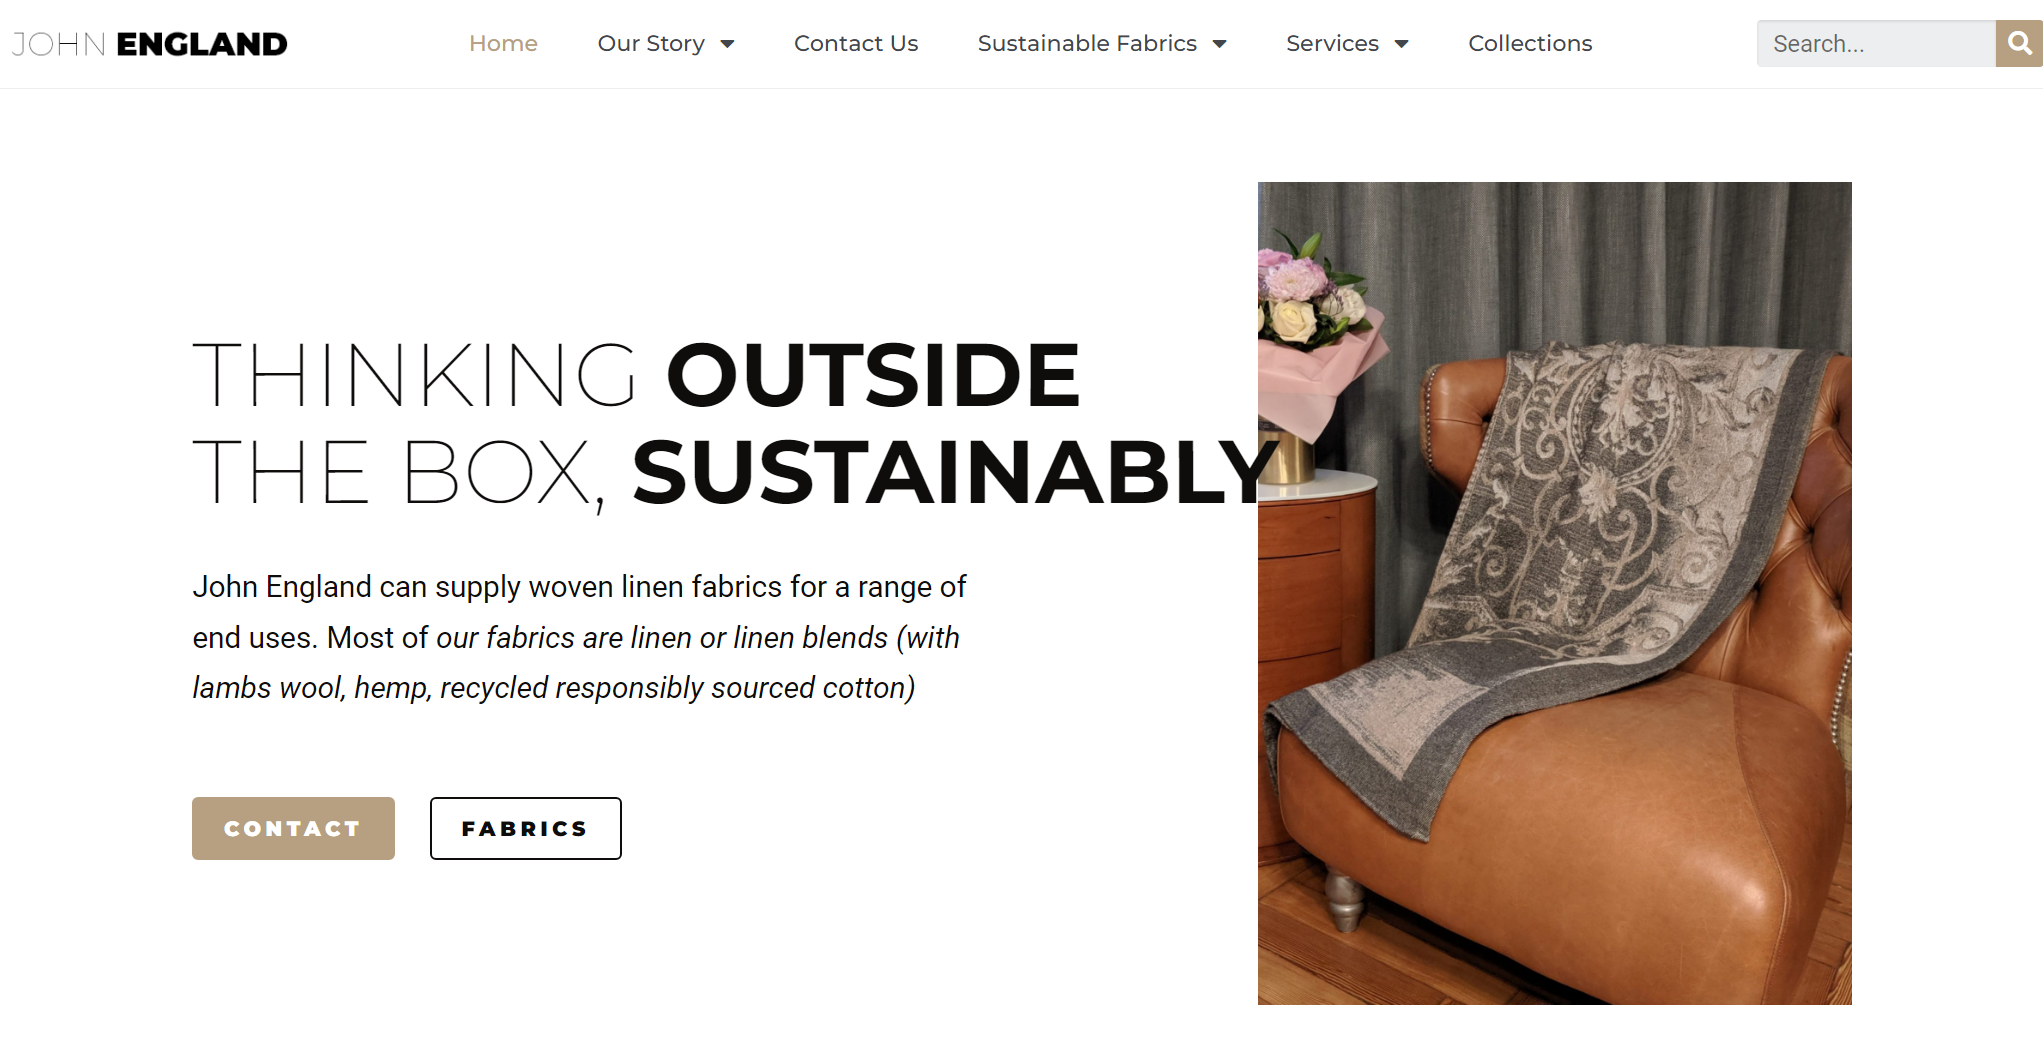 JOHN ENGLAND
Home
Our Story
Contact Us
Sustainable Fabrics
Services
Collections
Search...
THINKING OUTSIDE
THE BOX, SUSTAINABLY
John England can supply woven linen fabrics for a range of
end uses. Most of our fabrics are linen or linen blends (with
lambs wool, hemp, recycled responsibly sourced cotton)
CONTACT
FABRICS